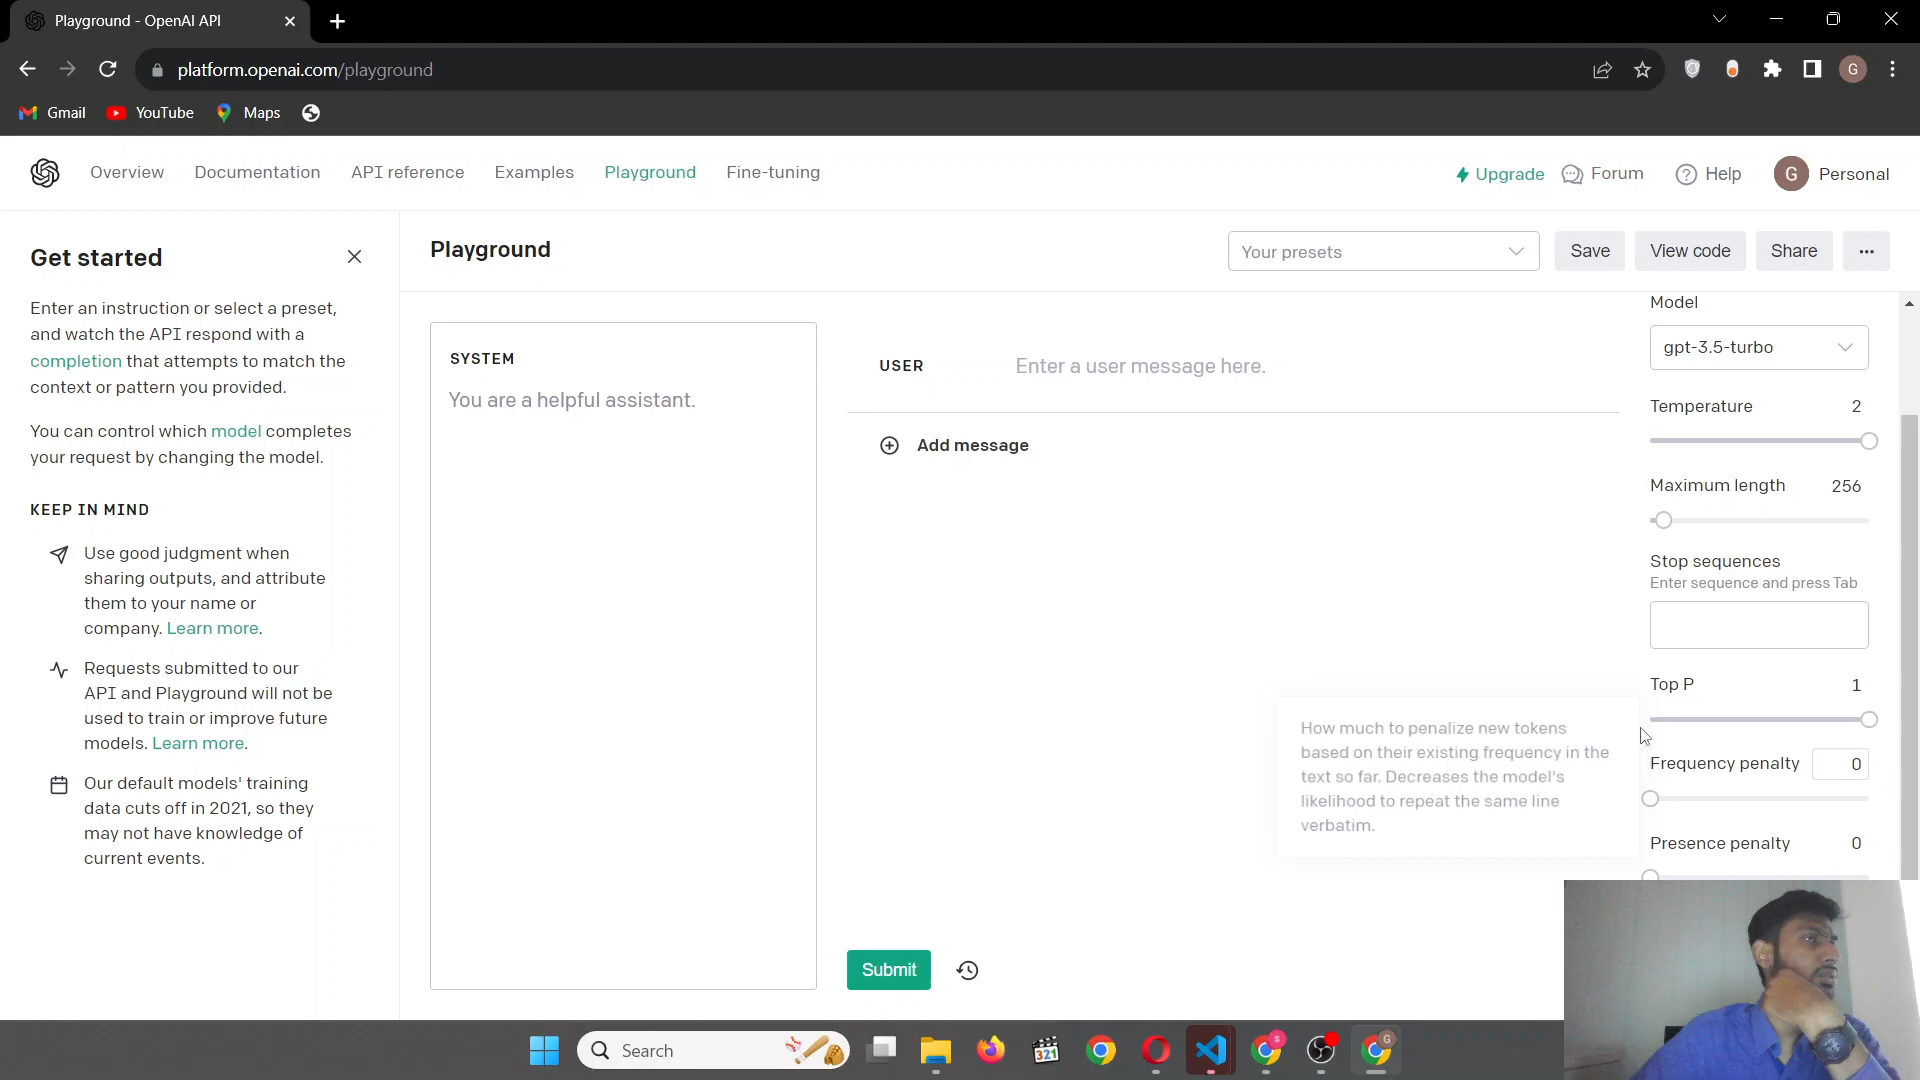 Playground - OpenAI API
platform.openai.com/playground
G
Gmail
YouTube
Maps
Overview
Documentation
API reference
Examples
Playground
Fine-tuning
Upgrade
Forum
Help
G
Personal
Get started
Playground
Your presets
Save
View code
Share
Enter an instruction or select a preset,
and watch the API respond with a
completion that attempts to match the
context or pattern you provided.
You can control which model completes
your request by changing the model.
KEEP IN MIND
Use good judgment when
sharing outputs, and attribute
them to your name or
company. Learn more.
Requests submitted to our
API and Playground will not be
used to train or improve future
models. Learn more.
Our default models' training
data cuts off in 2021, so they
may not have knowledge of
current events.
SYSTEM
You are a helpful assistant.
USER
Enter a user message here.
Add message
Submit
Model
gpt-3.5-turbo
Temperature 2
Maximum length 256
Stop sequences
Enter sequence and press Tab
Top P 1
Frequency penalty 0
Presence penalty 0
How much to penalize new tokens
based on their existing frequency in the
text so far. Decreases the model's
likelihood to repeat the same line
verbatim.
Search
321
S
G